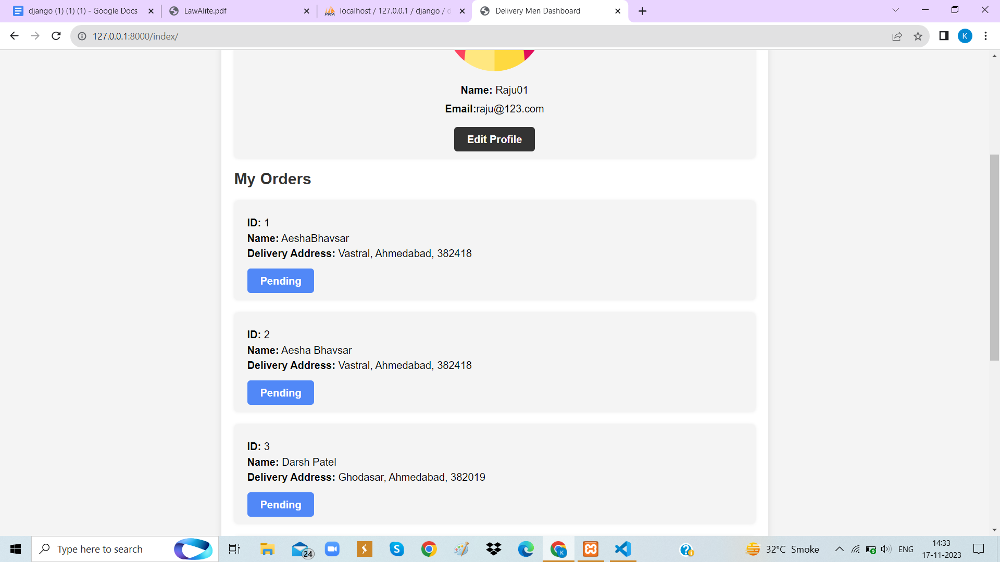 django (1) (1) (1) - Google Docs
LawAlite.pdf
PMA
localhost / 127.0.0.1 / django / d
Delivery Men Dashboard
127.0.0.1:8000/index/
K
Name: Raju01
Email:raju@123.com
Edit Profile
My Orders
ID: 1
Name: AeshaBhavsar
Delivery Address: Vastral, Ahmedabad, 382418
Pending
ID: 2
Name: Aesha Bhavsar
Delivery Address: Vastral, Ahmedabad, 382418
Pending
ID: 3
Name: Darsh Patel
Delivery Address: Ghodasar, Ahmedabad, 382019
Pending
Type here to search
24
S
K
32°C Smoke
ENG
14:33
17-11-2023